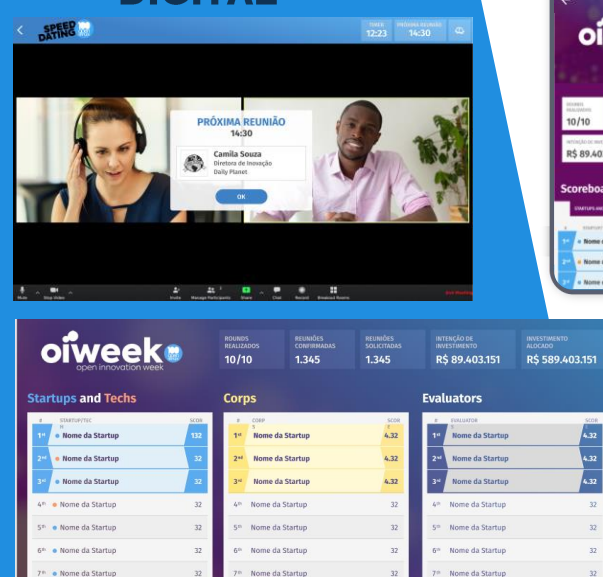 DIGITAL
SPEED
DATING
TIMER
12:23
PRÓXIMA REUNIÃO
14:30
PRÓXIMA REUNIÃO
14:30
Camila Souza
Diretora de Inovação
Daily Planet
OK
Mute
Stop Video
Invite
Manage Participants
Share
Chat
Record
Breakout Rooms
ROUNDS
REALIZADOS
10/10
R$ 89.40
Scoreboa
1st Nome d
2nd Nome d
3rd Nome d
oiweek
open innovation week
ROUNDS
REALIZADOS
10/10
REUNIÕES
CONFIRMADAS
1.345
REUNIÕES
SOLICITADAS
1.345
INTENÇÃO DE
INVESTIMENTO
R$ 89.403.151
INVESTIMENTO
ALOCADO
R$ 589.403.151
Startups and Techs
# STARTUP/TEC
H
SCOR
1st Nome da Startup 132
2nd Nome da Startup 32
3rd Nome da Startup 32
4th Nome da Startup 32
5th Nome da Startup 32
6th Nome da Startup 32
7th Nome da Startup 32
Corps
# CORP
S
SCOR
1st Nome da Startup 4.32
2nd Nome da Startup 4.32
3rd Nome da Startup 4.32
4th Nome da Startup 32
5th Nome da Startup 32
6th Nome da Startup 32
7th Nome da Startup 32
Evaluators
# EVALUATOR
S
SCOR
1st Nome da Startup 4.32
2nd Nome da Startup 4.32
3rd Nome da Startup 4.32
4th Nome da Startup 32
5th Nome da Startup 32
6th Nome da Startup 32
7th Nome da Startup 32